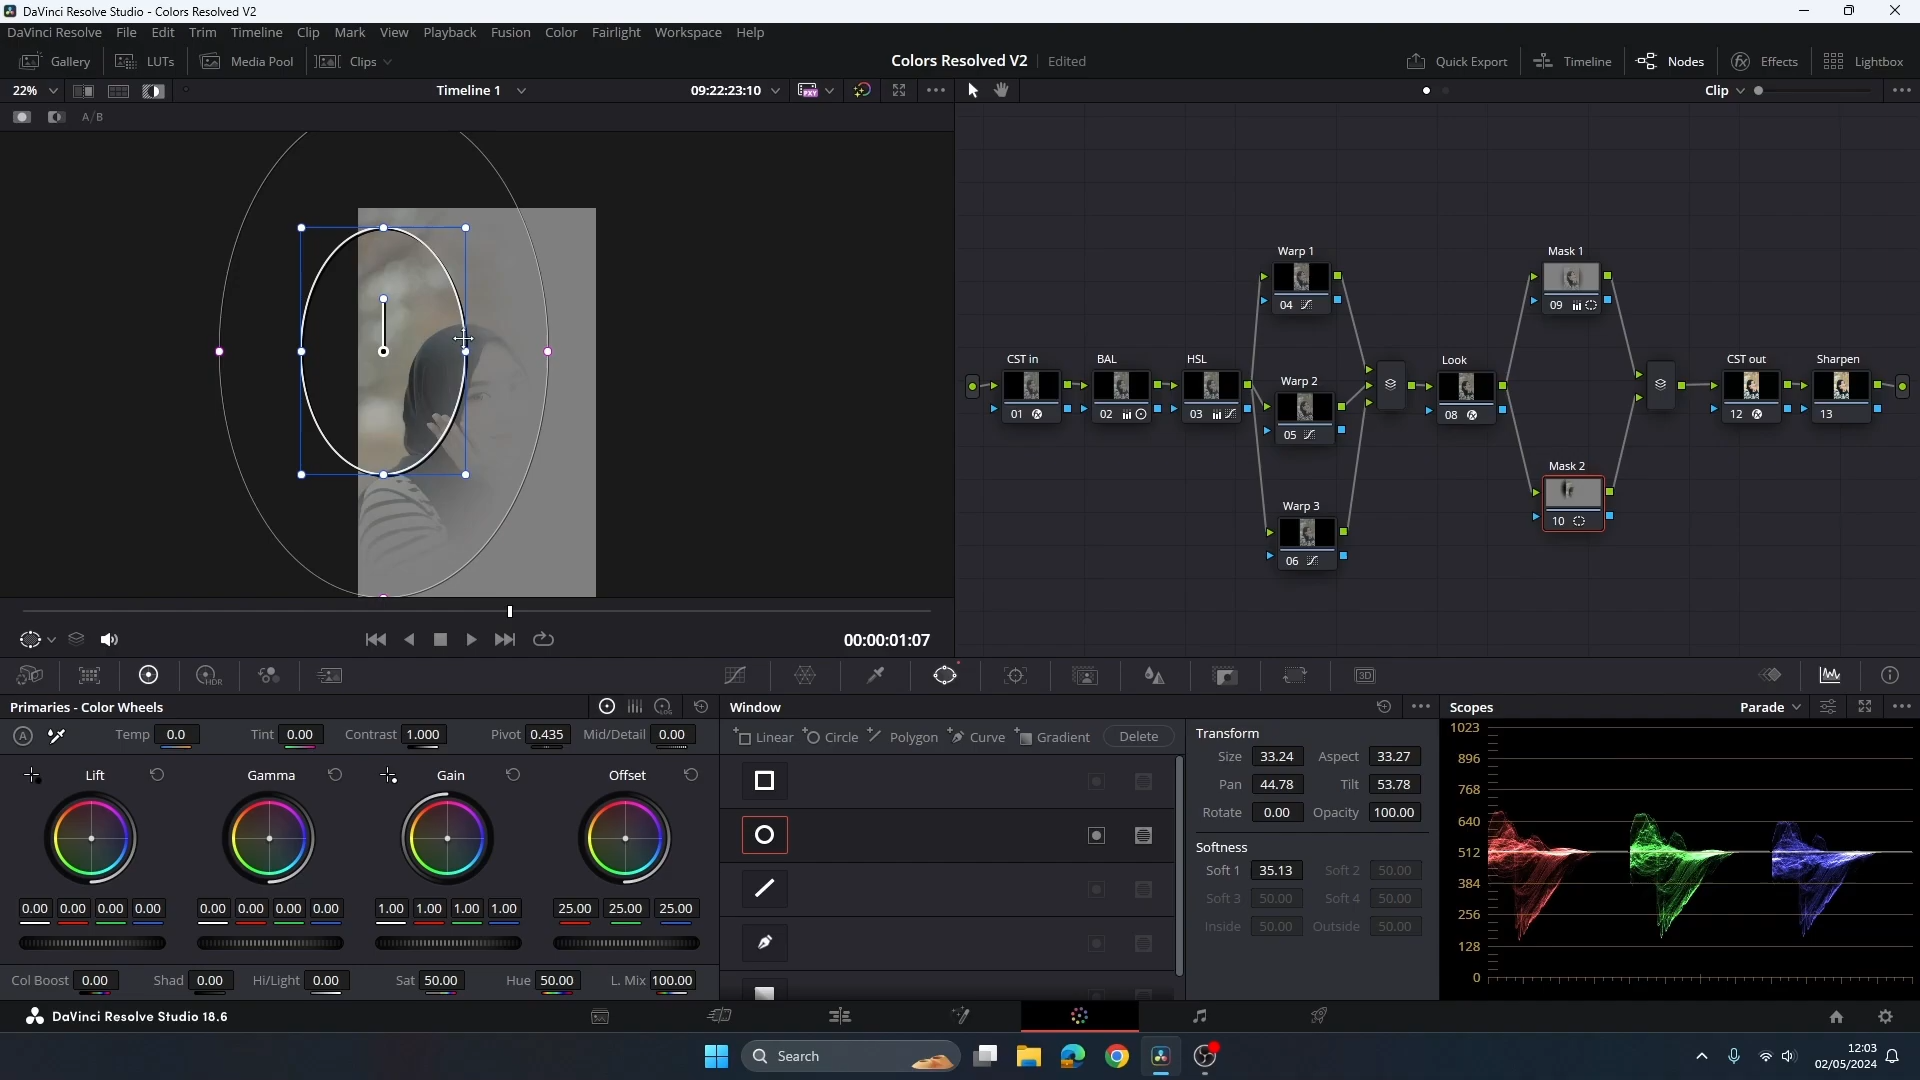 DaVinci Resolve Studio - Colors Resolved V2
DaVinci Resolve File Edit Trim Timeline Clip Mark View Playback Fusion Color Fairlight Workspace Help
Gallery LUTs Media Pool Clips Colors Resolved V2 Edited Quick Export Timeline Nodes Effects Lightbox
22% Timeline 1 09:22:23:10 Clip
A/B
Warp 1
04
Mask 1
09
CST in
01
BAL
02
HSL
03
Warp 2
05
Look
08
CST out
12
Sharpen
13
Mask 2
10
Warp 3
06
00:00:01:07
HDR
3D
Primaries - Color Wheels
LOG
Window
Scopes
Parade
A Temp 0.0 Tint 0.00 Contrast 1.000 Pivot 0.435 Mid/Detail 0.00
Lift Gamma Gain Offset
0.00 0.00 0.00 0.00 0.00 0.00 0.00 0.00 1.00 1.00 1.00 1.00 25.00 25.00 25.00
Col Boost 0.00 Shad 0.00 Hi/Light 0.00 Sat 50.00 Hue 50.00 L. Mix 100.00
Linear Circle Polygon Curve Gradient Delete
Transform
Size 33.24 Aspect 33.27
Pan 44.78 Tilt 53.78
Rotate 0.00 Opacity 100.00
Softness
Soft 1 35.13 Soft 2 50.00
Soft 3 50.00 Soft 4 50.00
Inside 50.00 Outside 50.00
1023
896
768
640
512
384
256
128
0
DaVinci Resolve Studio 18.6
Search
12:03
02/05/2024